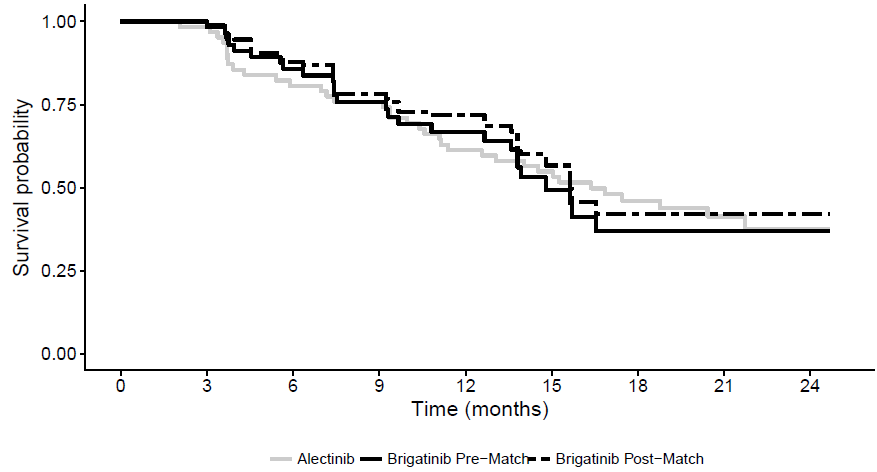 1.00
0.75
0.50
0.25
0.00
Survival probability
0 3 6 9 12 15 18 21 24
Time (months)
Alectinib Brigatinib Pre−Match Brigatinib Post−Match